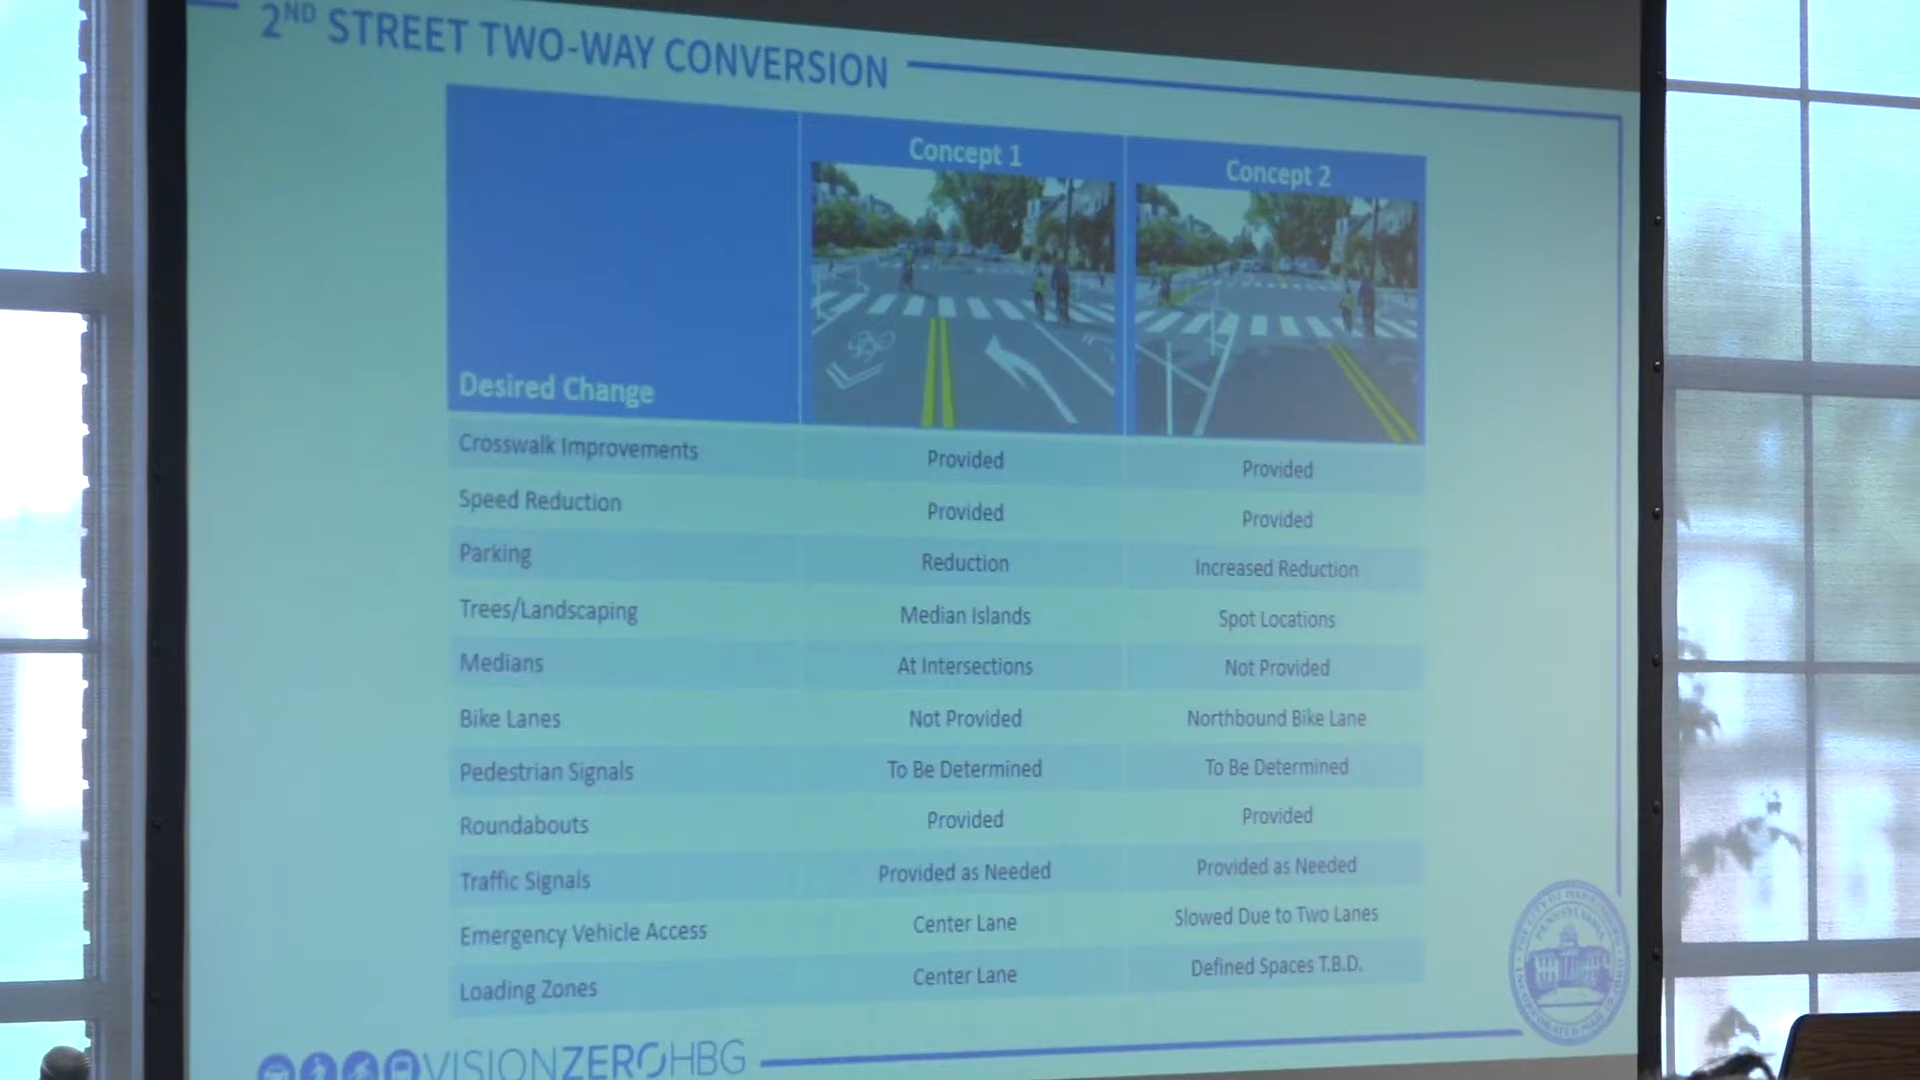 2ND STREET TWO-WAY CONVERSION
Desired Change Concept 1 Concept 2
Crosswalk Improvements Provided Provided
Speed Reduction Provided Provided
Parking Reduction Increased Reduction
Trees/Landscaping Median Islands Spot Locations
Medians At Intersections Not Provided
Bike Lanes Not Provided Northbound Bike Lane
Pedestrian Signals To Be Determined To Be Determined
Roundabouts Provided Provided
Traffic Signals Provided as Needed Provided as Needed
Emergency Vehicle Access Center Lane Slowed Due to Two Lanes
Loading Zones Center Lane Defined Spaces T.B.D.
VISIONZEROHBG